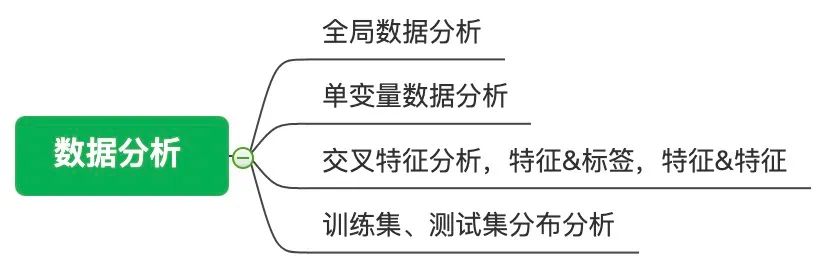 数据分析
全局数据分析
单变量数据分析
交叉特征分析，特征&标签，特征&特征
训练集、测试集分布分析